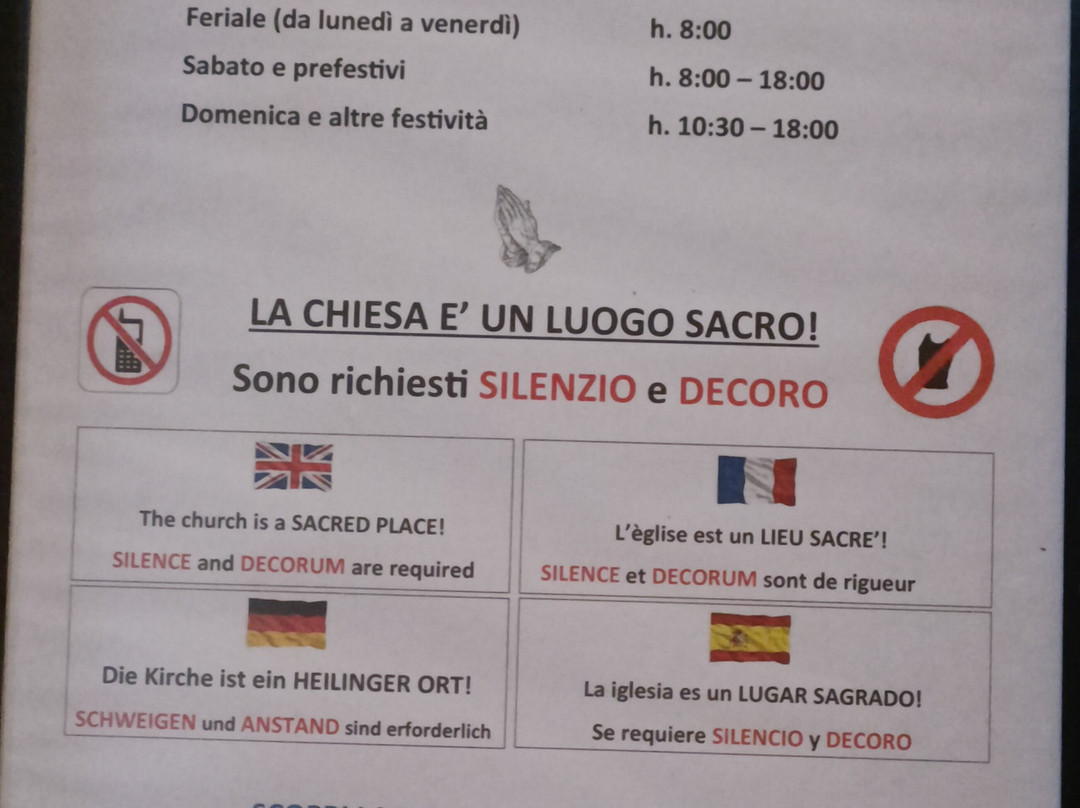 Feriale (da lunedì a venerdì) h. 8:00
Sabato e prefestivi h. 8:00 – 18:00
Domenica e altre festività h. 10:30 – 18:00
LA CHIESA E’ UN LUOGO SACRO!
Sono richiesti SILENZIO e DECORO
The church is a SACRED PLACE!
SILENCE and DECORUM are required
L’èglise est un LIEU SACRE’!
SILENCE et DECORUM sont de rigueur
Die Kirche ist ein HEILINGER ORT!
SCHWEIGEN und ANSTAND sind erforderlich
La iglesia es un LUGAR SAGRADO!
Se requiere SILENCIO y DECORO